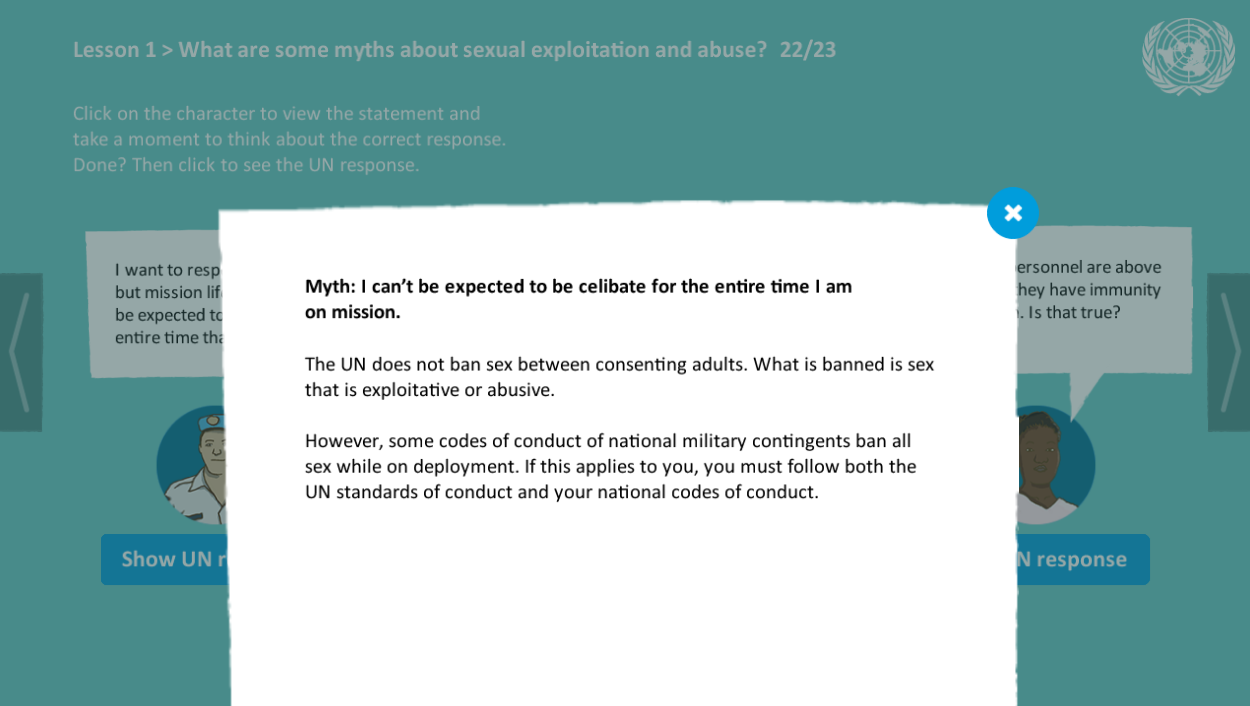 Lesson 1 > What are some myths about sexual exploitation and abuse? 22/23
Click on the character to view the statement and
take a moment to think about the correct response.
Done? Then click to see the UN response.
I want to
but mission
be expected
entire time
Myth: I can't be expected to be celibate for the entire time I am
on mission.
The UN does not ban sex between consenting adults. What is banned is sex
that is exploitative or abusive.
However, some codes of conduct of national military contingents ban all
sex while on deployment. If this applies to you, you must follow both the
UN standards of conduct and your national codes of conduct.
are above
they have immunity
Is that true?
Show UN
response